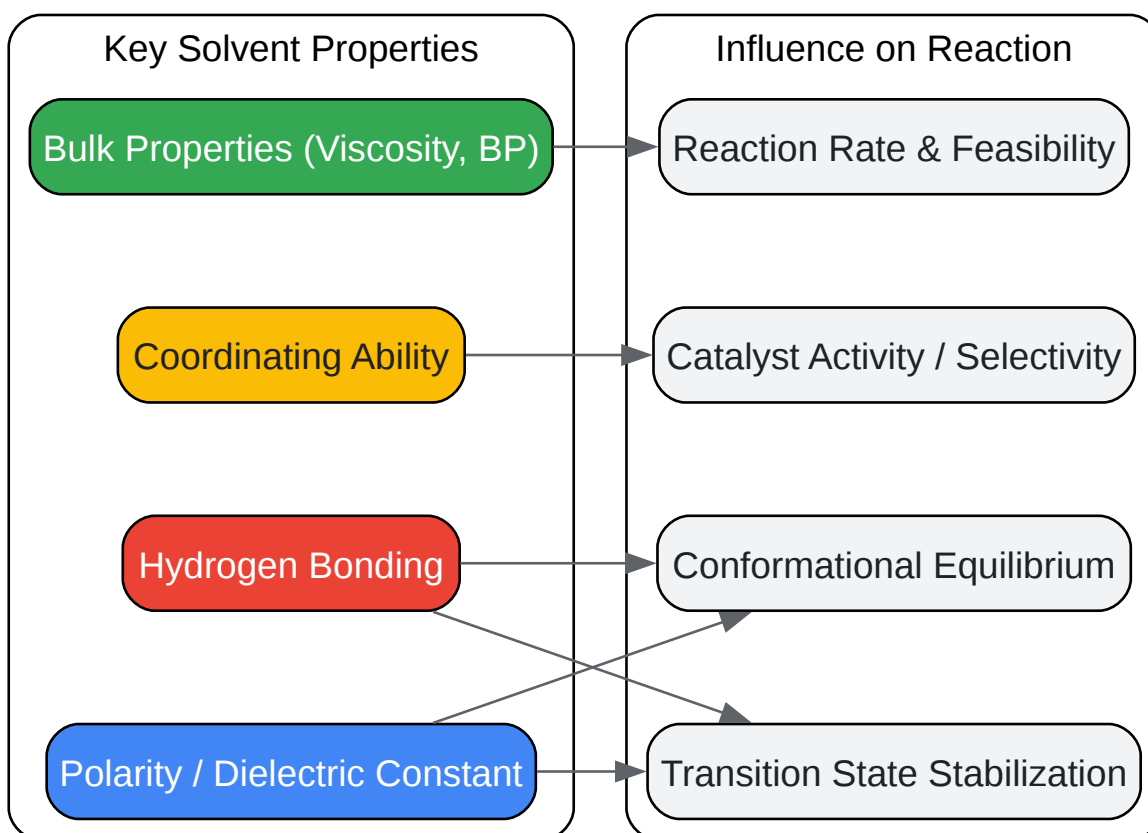 Key Solvent Properties
Influence on Reaction
Bulk Properties (Viscosity, BP)
Reaction Rate & Feasibility
Coordinating Ability
Catalyst Activity / Selectivity
Hydrogen Bonding
Conformational Equilibrium
Polarity / Dielectric Constant
Transition State Stabilization